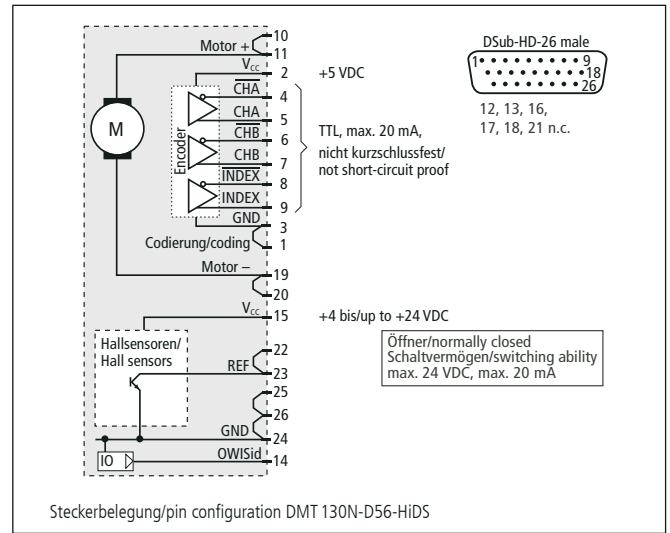 10
Motor +
11
DSub-HD-26 male
Vcc
2
+5 VDC
1
9
18
26
CHA
4
CHA
5
12, 13, 16,
17, 18, 21 n.c.
M
Encoder
CHB
6
CHB
7
TTL, max. 20 mA,
nicht kurzschlussfest/
not short-circuit proof
INDEX
8
INDEX
9
GND
3
Codierung/coding
1
Motor –
19
20
Vcc
15
+4 bis/up to +24 VDC
Hallsensoren/
Hall sensors
22
REF
23
Öffner/normally closed
Schaltvermögen/switching ability
max. 24 VDC, max. 20 mA
25
26
GND
24
IO
OWISid
14
Steckerbelegung/pin configuration DMT 130N-D56-HiDS